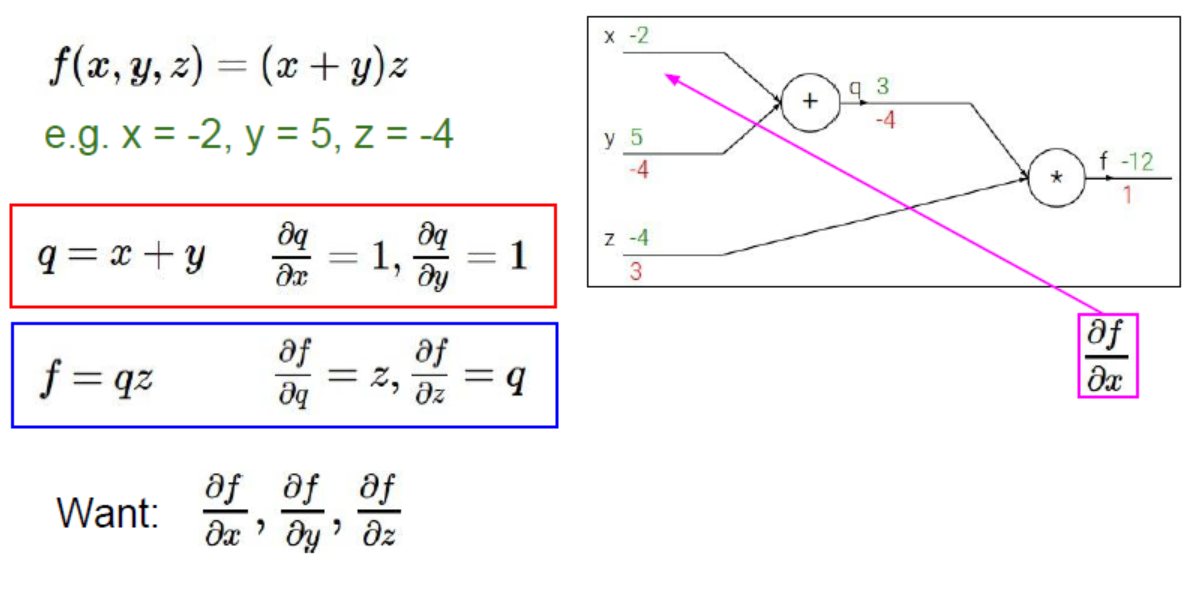 f(x, y, z) = (x + y)z
e.g. x = -2, y = 5, z = -4
q = x + y    ∂q/∂x = 1, ∂q/∂y = 1
f = qz    ∂f/∂q = z, ∂f/∂z = q
Want: ∂f/∂x, ∂f/∂y, ∂f/∂z
x -2
+
q 3
-4
y 5
-4
*
f -12
1
z -4
3
∂f/∂x